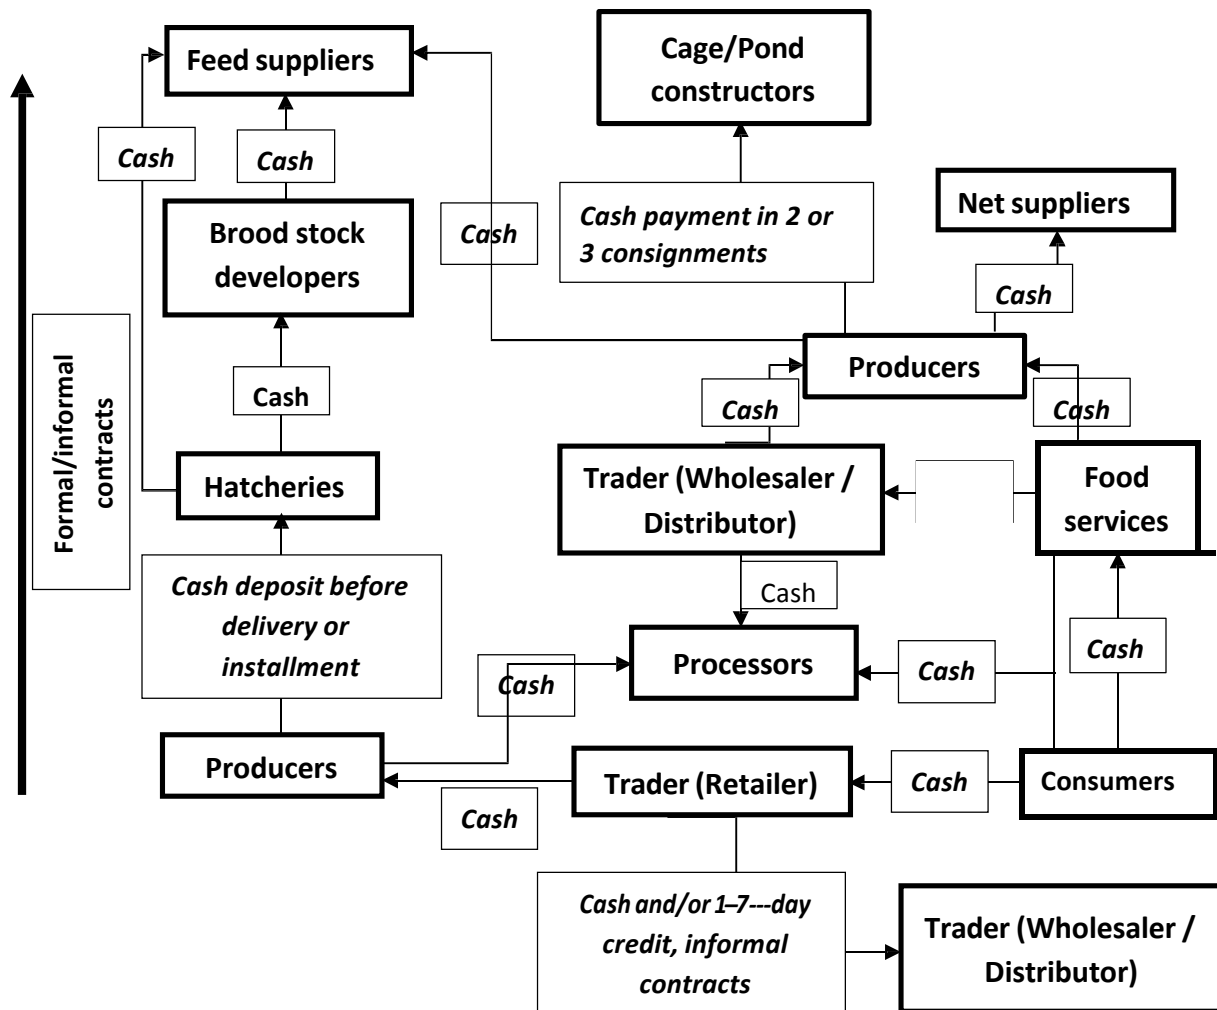 Feed suppliers
Cage/Pond
constructors
Cash
Cash
Net suppliers
Cash payment in 2 or
3 consignments
Cash
Brood stock
developers
Cash
Formal/informal
contracts
Producers
Cash
Cash
Cash
Hatcheries
Trader (Wholesaler /
Distributor)
Food
services
Cash deposit before
delivery or
installment
Cash
Cash
Processors
Cash
Cash
Producers
Trader (Retailer)
Cash
Consumers
Cash
Cash and/or 1–7---day
credit, informal
contracts
Trader (Wholesaler /
Distributor)